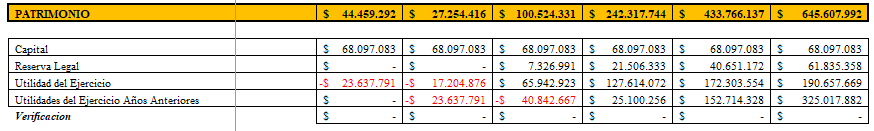 PATRIMONIO $ 44.459.292 $ 27.254.416 $ 100.524.331 $ 242.317.744 $ 433.766.137 $ 645.607.992
Capital $ 68.097.083 $ 68.097.083 $ 68.097.083 $ 68.097.083 $ 68.097.083 $ 68.097.083
Reserva Legal $ - $ - $ 7.326.991 $ 21.506.333 $ 40.651.172 $ 61.835.358
Utilidad del Ejercicio -$ 23.637.791 -$ 17.204.876 $ 65.942.923 $ 127.614.072 $ 172.303.554 $ 190.657.669
Utilidades del Ejercicio Años Anteriores $ - -$ 23.637.791 -$ 40.842.667 $ 25.100.256 $ 152.714.328 $ 325.017.882
Verificacion $ - $ - $ - $ - $ - $ -